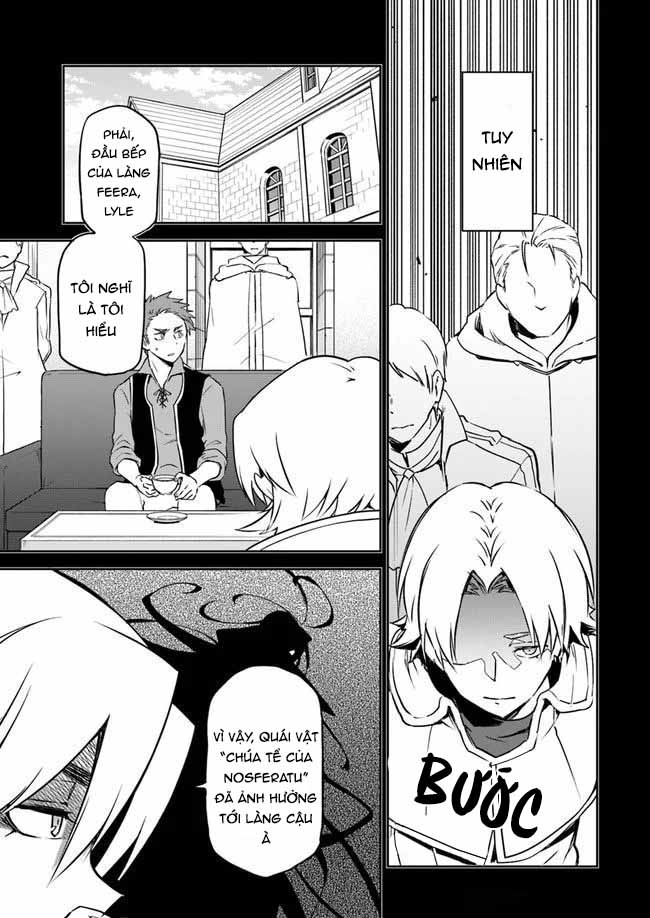 TUY
NHIÊN
BƯỚC
PHẢI,
ĐẦU BẾP
CỦA LÀNG
FEERA,
LYLE
TÔI NGHĨ
LÀ TÔI
HIỂU
VÌ VẬY, QUÁI VẬT
“CHÚA TỂ CỦA
NOSFERATU”
ĐÃ ẢNH HƯỞNG
TỚI LÀNG CẬU
À